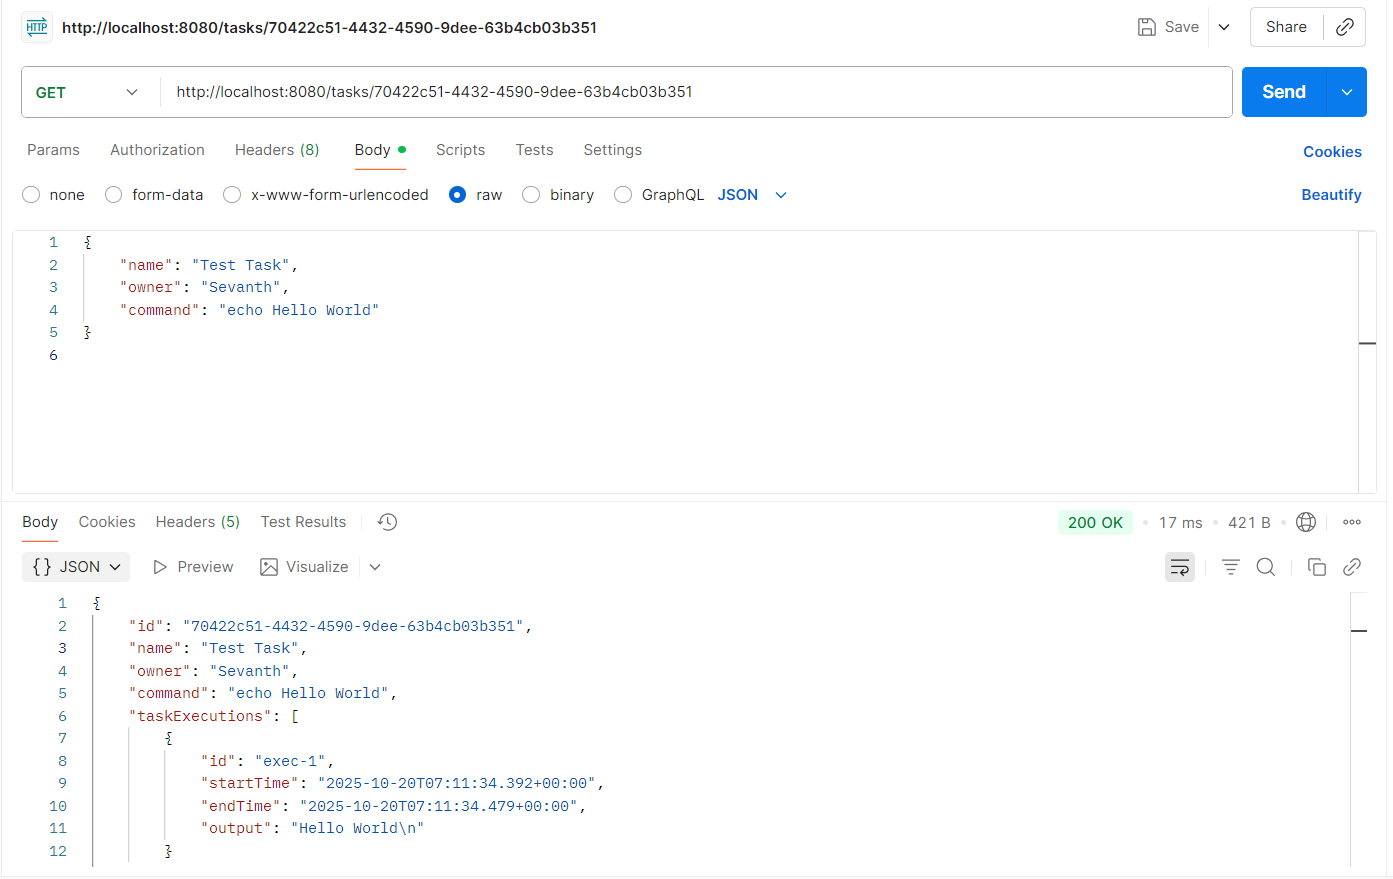 HTTP http://localhost:8080/tasks/70422c51-4432-4590-9dee-63b4cb03b351 Save Share
GET http://localhost:8080/tasks/70422c51-4432-4590-9dee-63b4cb03b351 Send
Params Authorization Headers (8) Body Scripts Tests Settings Cookies
none form-data x-www-form-urlencoded raw binary GraphQL JSON Beautify
1 {
2 "name": "Test Task",
3 "owner": "Sevanth",
4 "command": "echo Hello World"
5 }
6
Body Cookies Headers (5) Test Results 200 OK 17 ms 421 B
{} JSON Preview Visualize
1 {
2 "id": "70422c51-4432-4590-9dee-63b4cb03b351",
3 "name": "Test Task",
4 "owner": "Sevanth",
5 "command": "echo Hello World",
6 "taskExecutions": [
7 {
8 "id": "exec-1",
9 "startTime": "2025-10-20T07:11:34.392+00:00",
10 "endTime": "2025-10-20T07:11:34.479+00:00",
11 "output": "Hello World\n"
12 }